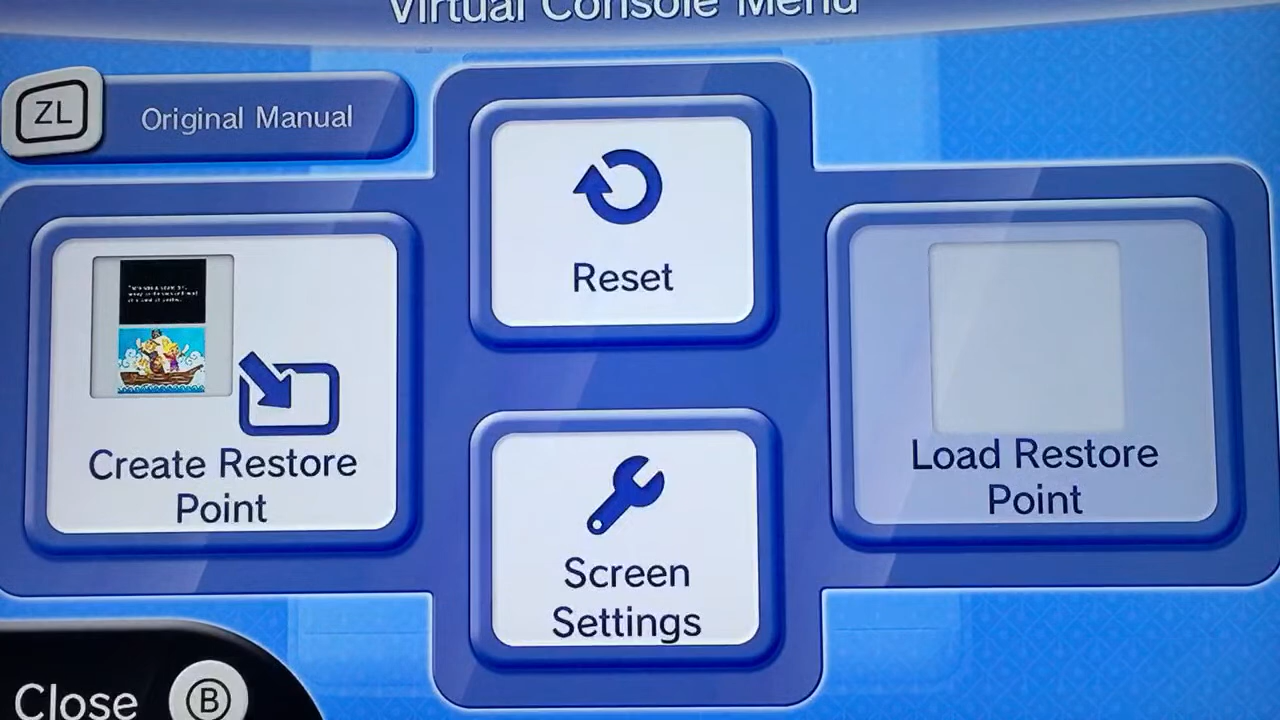 Virtual Console Menu
ZL
Original Manual
Reset
Create Restore
Point
Load Restore
Point
Screen
Settings
Close
B